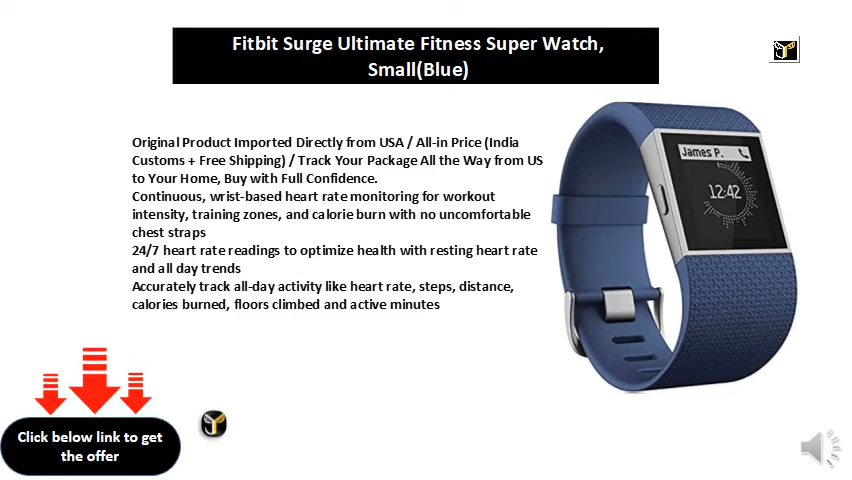 Fitbit Surge Ultimate Fitness Super Watch,
Small(Blue)
Original Product Imported Directly from USA / All-in Price (India
Customs + Free Shipping) / Track Your Package All the Way from US
to Your Home, Buy with Full Confidence.
Continuous, wrist-based heart rate monitoring for workout
intensity, training zones, and calorie burn with no uncomfortable
chest straps
24/7 heart rate readings to optimize health with resting heart rate
and all day trends
Accurately track all-day activity like heart rate, steps, distance,
calories burned, floors climbed and active minutes
James P.
12:42
Click below link to get
the offer